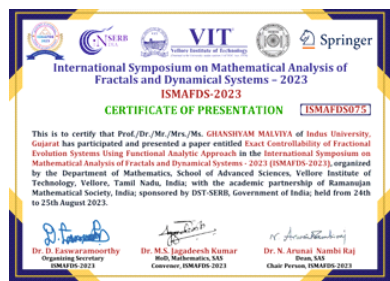 SERB
VIT
Vellore Institute of Technology
Springer
International Symposium on Mathematical Analysis of
Fractals and Dynamical Systems – 2023
ISMAFDS-2023
CERTIFICATE OF PRESENTATION
ISMAFDS075
This is to certify that Prof./Dr./Mr./Mrs./Ms. GHANSHYAM MALVIYA of Indus University,
Gujarat has participated and presented a paper entitled Exact Controllability of Fractional
Evolution Systems Using Functional Analytic Approach in the International Symposium on
Mathematical Analysis of Fractals and Dynamical Systems - 2023 (ISMAFDS-2023), organized
by the Department of Mathematics, School of Advanced Sciences, Vellore Institute of
Technology, Vellore, Tamil Nadu, India; with the academic partnership of Ramanujan
Mathematical Society, India; sponsored by DST-SERB, Government of India; held from 24th
to 25th August 2023.
Dr. D. Easwaramoorthy
Organizing Secretary
ISMAFDS-2023
Dr. M.S. Jagadeesh Kumar
HoD, Mathematics, SAS
Convener, ISMAFDS-2023
Dr. N. Arunai Nambi Raj
Dean, SAS
Chair Person, ISMAFDS-2023